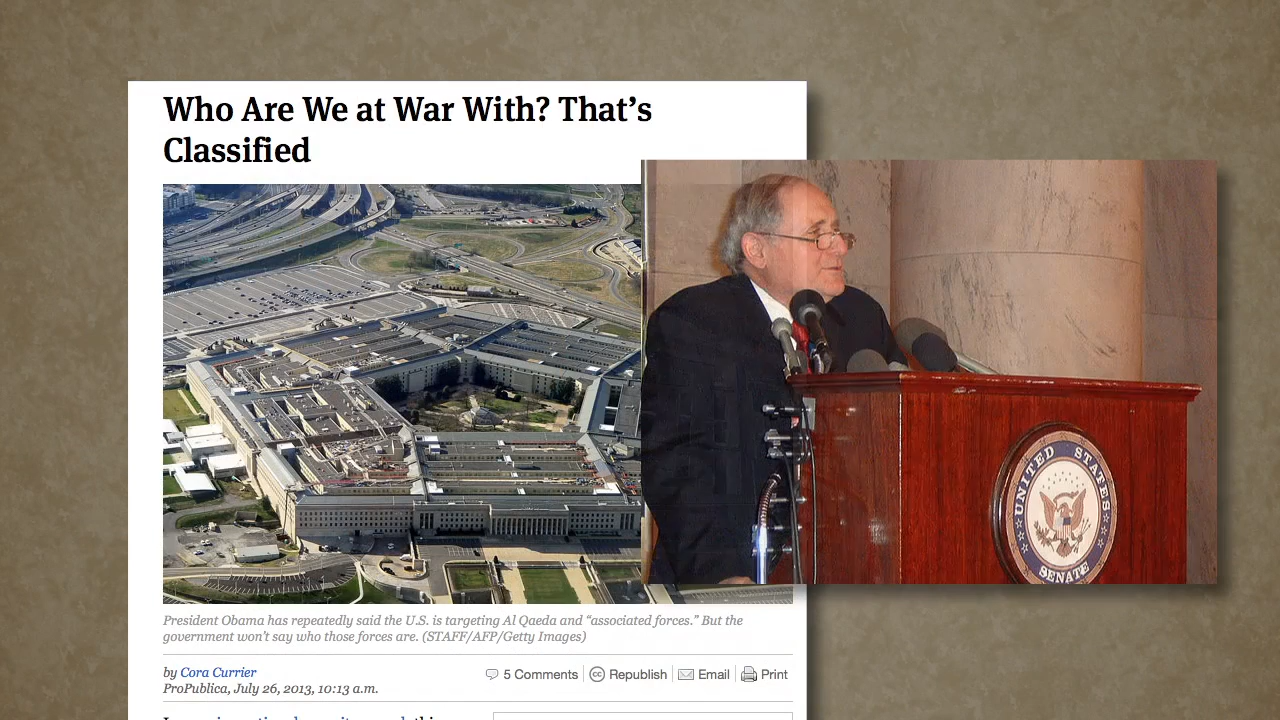 Who Are We at War With? That’s
Classified
President Obama has repeatedly said the U.S. is targeting Al Qaeda and “associated forces.” But the
government won’t say who those forces are. (STAFF/AFP/Getty Images)
by Cora Currier
ProPublica, July 26, 2013, 10:13 a.m.
5 Comments
Republish
Email
Print
UNITED STATES
SENATE